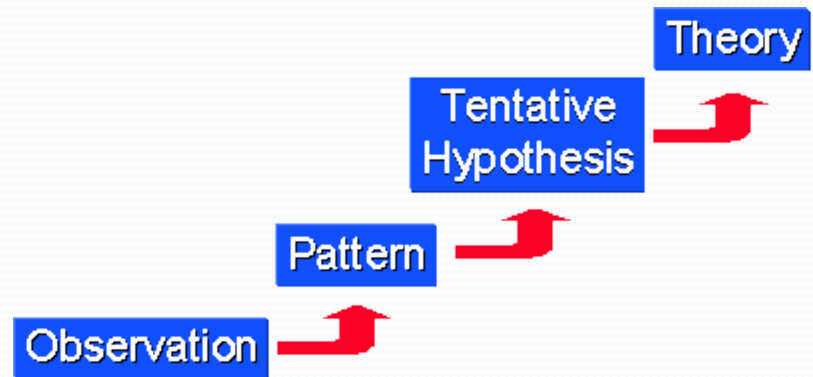 Theory
Tentative
Hypothesis
Pattern
Observation